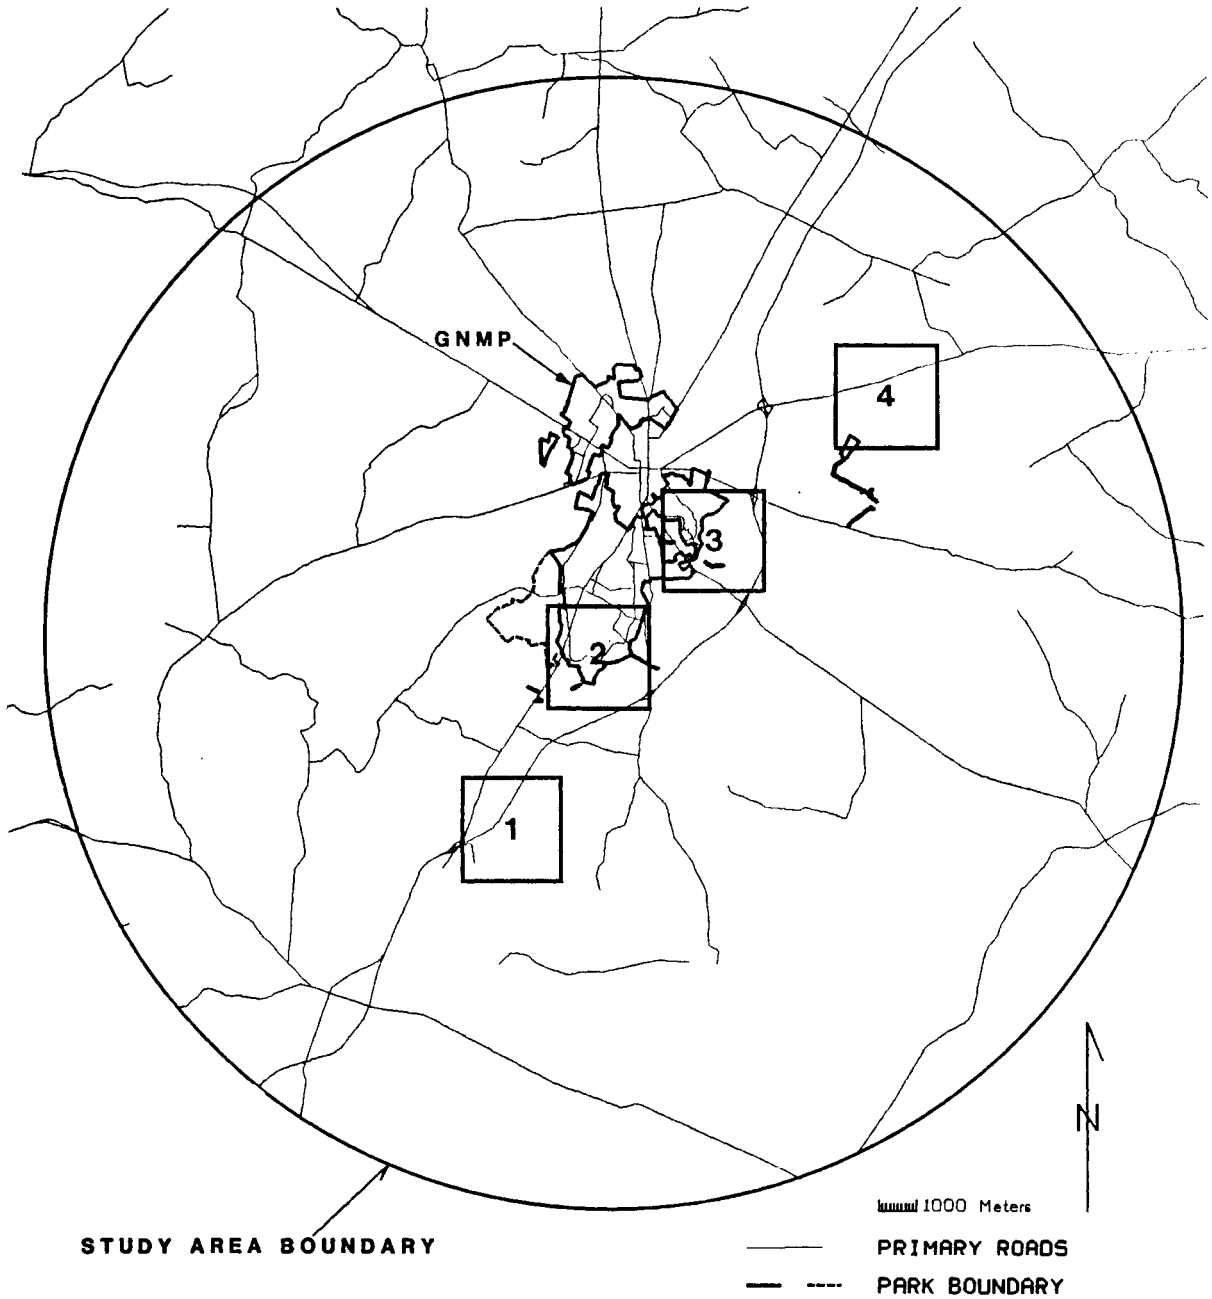 GNMP
4
3
2
1
N
1000 Meters
STUDY AREA BOUNDARY
PRIMARY ROADS
PARK BOUNDARY